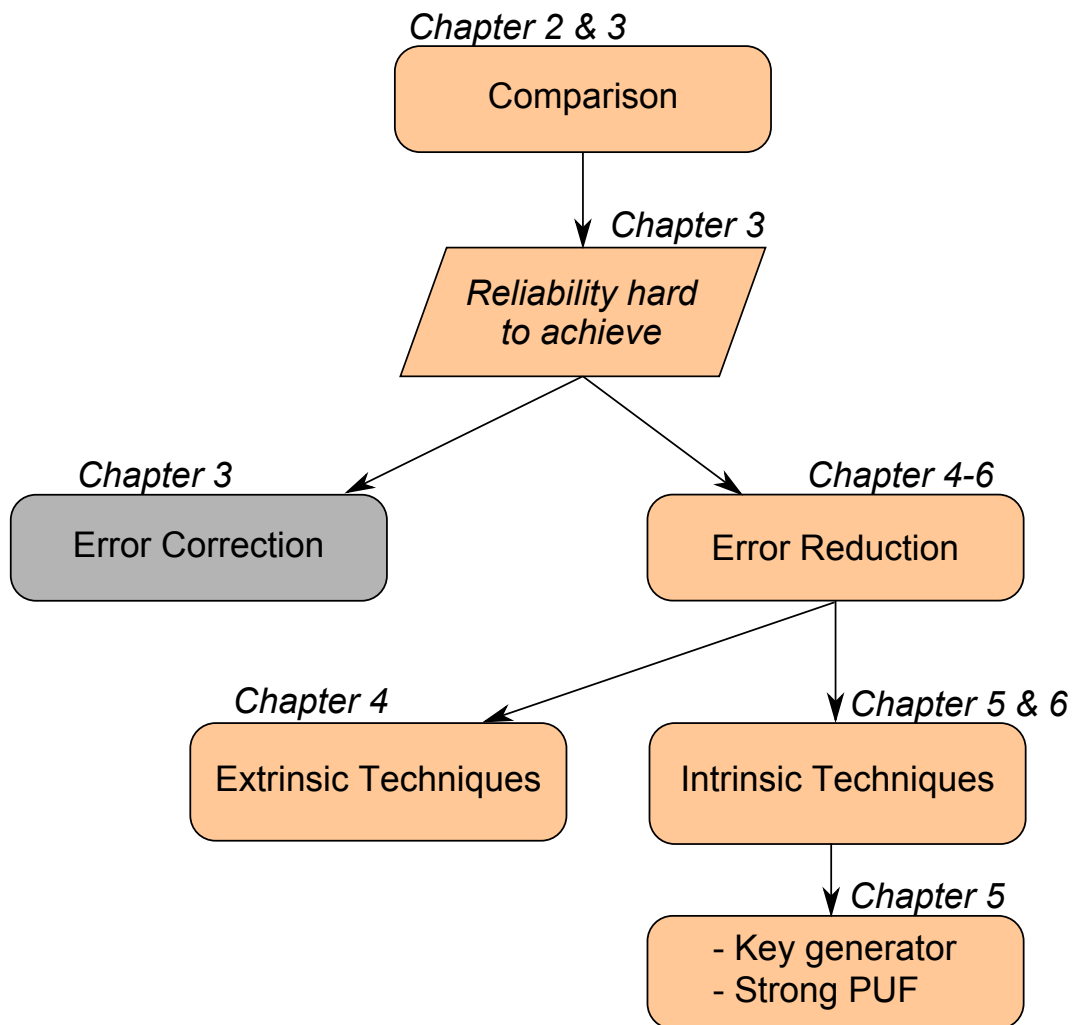 Chapter 2 & 3
Comparison
Chapter 3
Reliability hard
to achieve
Chapter 3
Error Correction
Chapter 4-6
Error Reduction
Chapter 4
Extrinsic Techniques
Chapter 5 & 6
Intrinsic Techniques
Chapter 5
- Key generator
- Strong PUF